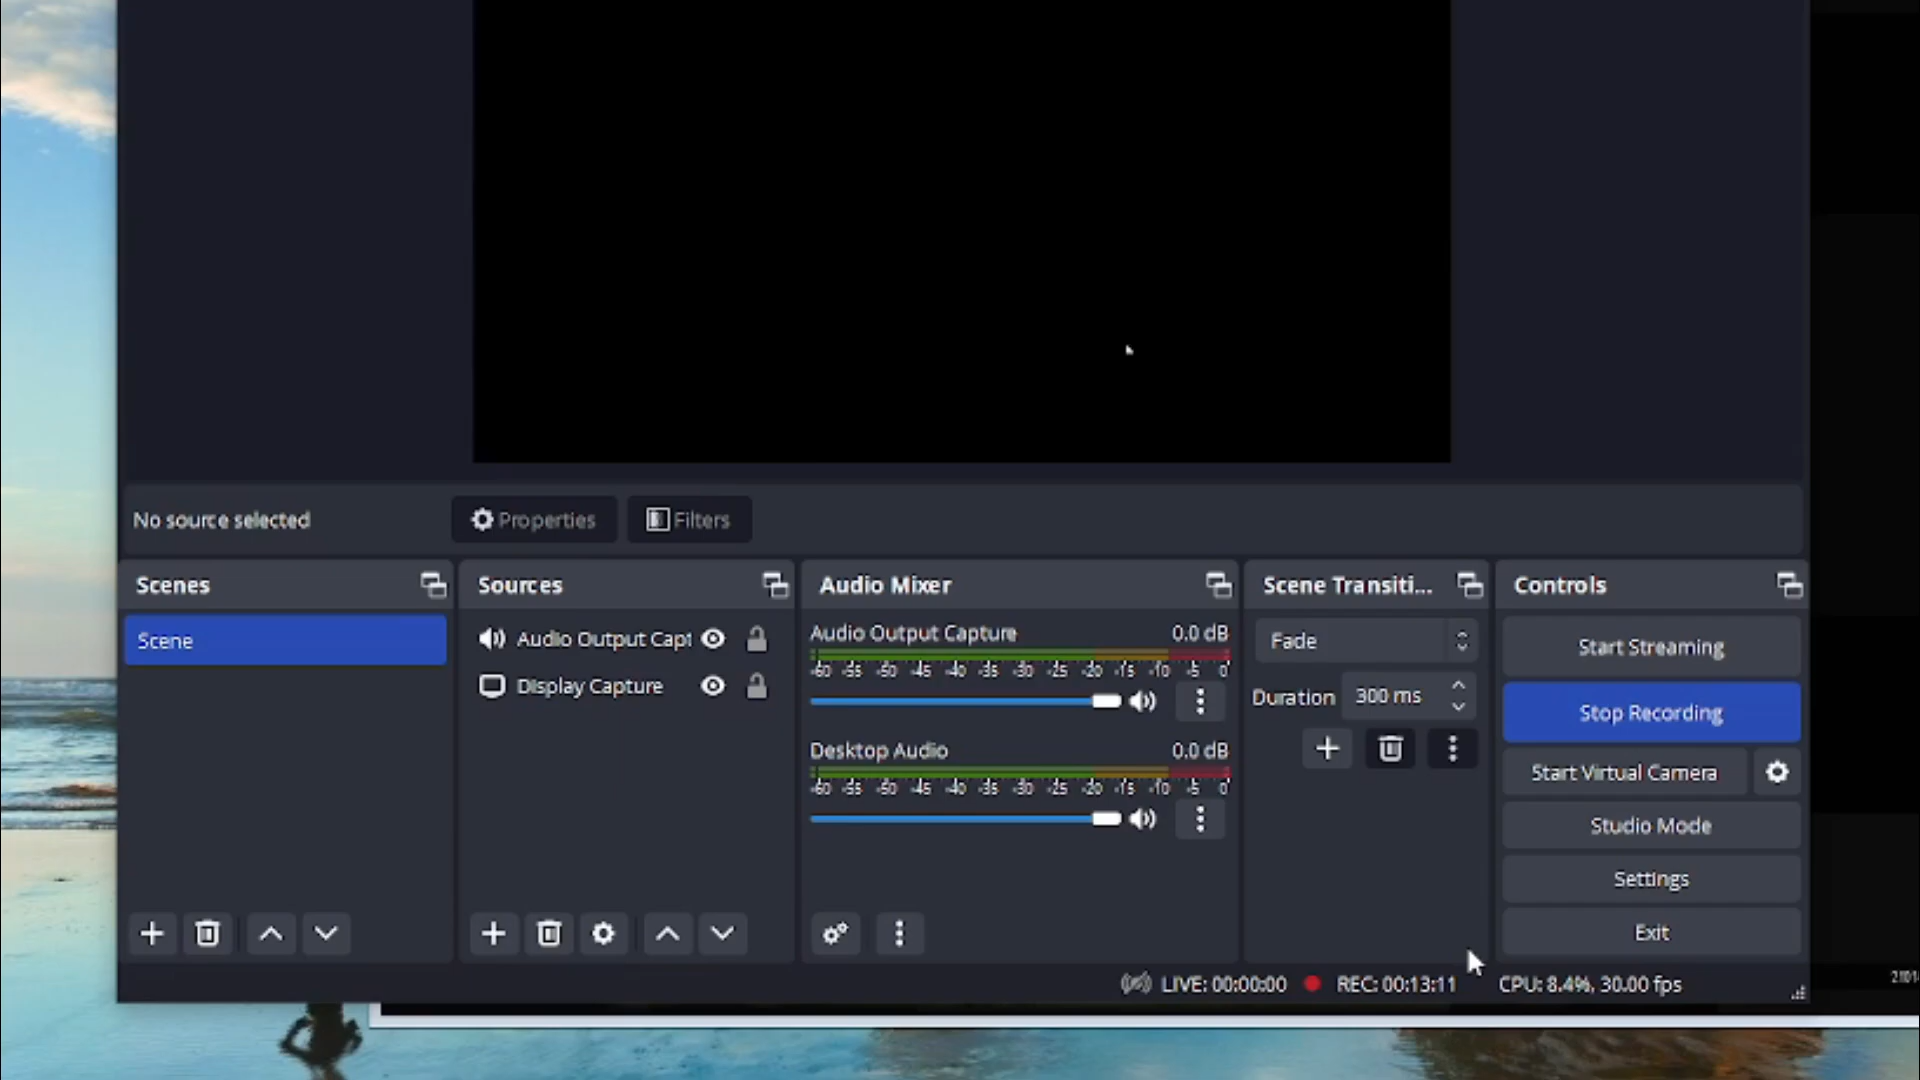 No source selected
Properties
Filters
Scenes
Sources
Audio Mixer
Scene Transiti...
Controls
Scene
Audio Output Capt
Display Capture
Audio Output Capture 0.0 dB
-60 -55 -50 -45 -40 -35 -30 -25 -20 -15 -10 -5 0
Desktop Audio 0.0 dB
-60 -55 -50 -45 -40 -35 -30 -25 -20 -15 -10 -5 0
Fade
Duration 300 ms
Start Streaming
Stop Recording
Start Virtual Camera
Studio Mode
Settings
Exit
LIVE: 00:00:00 REC: 00:13:11 CPU: 8.4%, 30.00 fps